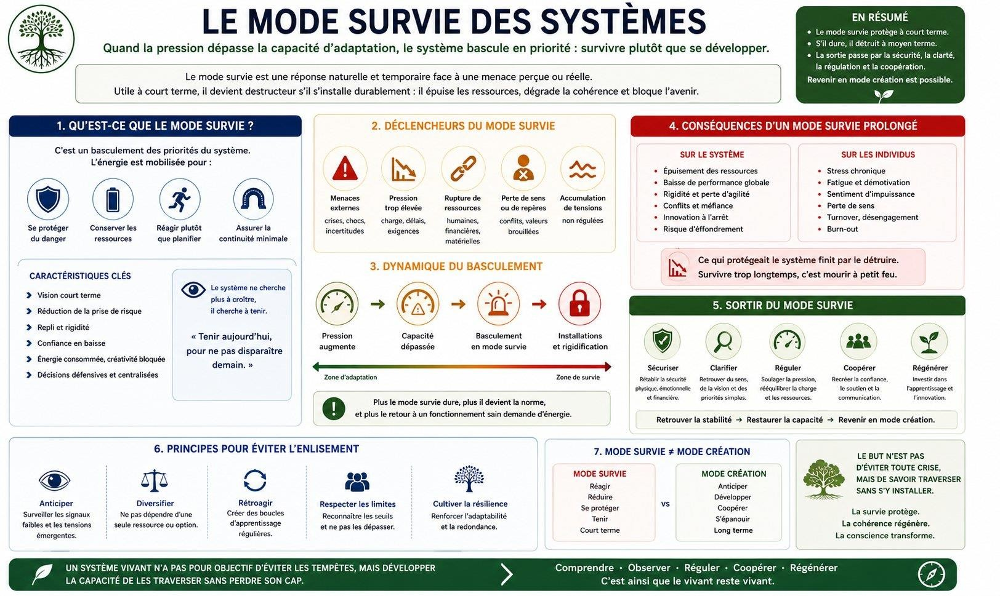 LE MODE SURVIE DES SYSTÈMES
Quand la pression dépasse la capacité d'adaptation, le système bascule en priorité : survivre plutôt que se développer.
Le mode survie est une réponse naturelle et temporaire face à une menace perçue ou réelle.
Utile à court terme, il devient destructeur s'il s'installe durablement : il épuise les ressources, dégrade la cohérence et bloque l'avenir.
EN RÉSUMÉ
• Le mode survie protège à court terme.
• S'il dure, il détruit à moyen terme.
• La sortie passe par la sécurité, la clarté,
la régulation et la coopération.
Revenir en mode création est possible.
1. QU'EST-CE QUE LE MODE SURVIE ?
C'est un basculement des priorités du système.
L'énergie est mobilisée pour :
Se protéger
du danger
Conserver les
ressources
Réagir plutôt
que planifier
Assurer la
continuité minimale
CARACTÉRISTIQUES CLÉS
Vision court terme
Réduction de la prise de risque
Repli et rigidité
Confiance en baisse
Énergie consommée, créativité bloquée
Décisions défensives et centralisées
Le système ne cherche
plus à croître,
il cherche à tenir.
« Tenir aujourd'hui,
pour ne pas disparaître
demain. »
2. DÉCLENCHEURS DU MODE SURVIE
Menaces
externes
crises, chocs,
incertitudes
Pression
trop élevée
charge, délais,
exigences
Rupture de
ressources
humaines,
financiéres,
matérielles
Perte de sens
ou de repères
conflits, valeurs
brouillées
Accumulation
de tensions
non régulées
3. DYNAMIQUE DU BASCULEMENT
Pression
augmente
Capacité
dépassée
Basculement
en mode survie
Installations
et rigidification
Zone d'adaptation
Zone de survie
Plus le mode survie dure, plus il devient la norme,
et plus le retour à un fonctionnement sain demande d'énergie.
4. CONSÉQUENCES D'UN MODE SURVIE PROLONGÉ
SUR LE SYSTÈME
• Épuisement des ressources
• Baisse de performance globale
• Rigidité et perte d'agilité
• Conflits et méfiance
• Innovation à l'arrêt
• Risque d'éffondrement
SUR LES INDIVIDUS
• Stress chronique
• Fatigue et démotivation
• Sentiment d'impuissance
• Perte de sens
• Turnover, désengagement
• Burn-out
Ce qui protégeait le système finit par le détruire.
Survivre trop longtemps, c'est mourir à petit feu.
5. SORTIR DU MODE SURVIE
Sécuriser
Rétablir la sécurité
physique, émotionnelle
et financière.
Clarifier
Retrouver du sens,
de la vision et des
priorités simples.
Réguler
Soulager la pression,
rééquilibrer la charge
et les ressources.
Coopérer
Recréer la confiance,
le soutien et la
communication.
Régénérer
Investir dans
l'apprentissage et
l'innovation.
Retrouver la stabilité → Restaurer la capacité → Revenir en mode création.
6. PRINCIPES POUR ÉVITER L'ENLISEMENT
Anticiper
Surveiller les signaux
faibles et les tensions
émergentes.
Diversifier
Ne pas dépendre d'une
seule ressource ou option.
Rétroagir
Créer des boucles
d'apprentissage
régulières.
Respecter les limites
Reconnaître les seuils
et ne pas les dépasser.
Cultiver la résilience
Renforcer l'adaptabilité
et la redondance.
7. MODE SURVIE ≠ MODE CRÉATION
MODE SURVIE
Réagir
Réduire
Se protéger
Tenir
Court terme
vs
MODE CRÉATION
Anticiper
Développer
Coopérer
S'épanouir
Long terme
LE BUT N'EST PAS
D'ÉVITER TOUTE CRISE,
MAIS DE SAVOIR TRAVERSER
SANS S'Y INSTALLER.
La survie protège.
La cohérence régénère.
La conscience transforme.
UN SYSTÈME VIVANT N'A PAS POUR OBJECTIF D'ÉVITER LES TEMPÊTES, MAIS DÉVELOPPER
LA CAPACITÉ DE LES TRAVERSER SANS PERDRE SON CAP.
Comprendre • Observer • Réguler • Coopérer • Régénérer
C'est ainsi que le vivant reste vivant.